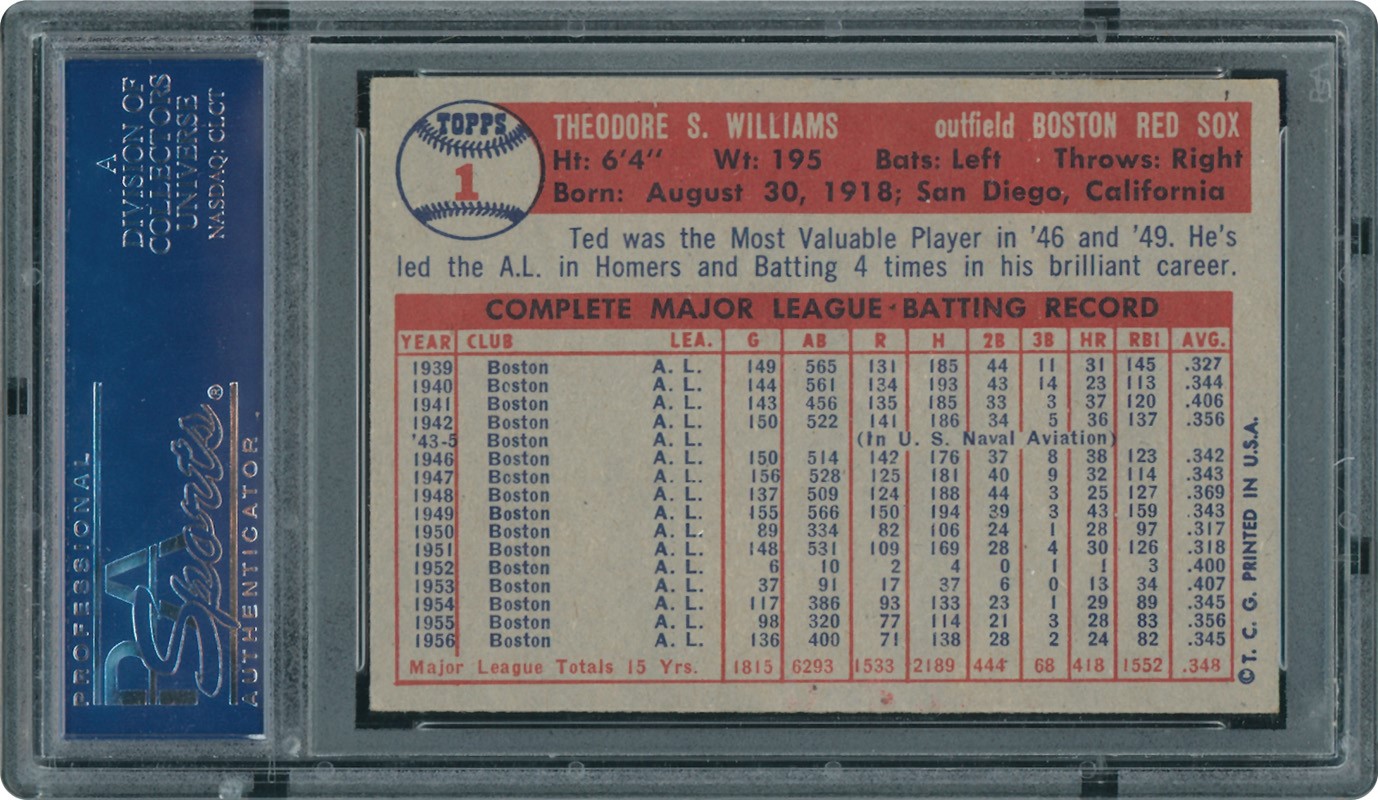 A
DIVISION OF
COLLECTORS
UNIVERSE
NASDAQ: CLCT
PROFESSIONAL
PSA
Sports®
AUTHENTICATOR
TOPPS
1
THEODORE S. WILLIAMS outfield BOSTON RED SOX
Ht: 6'4" Wt: 195 Bats: Left Throws: Right
Born: August 30, 1918; San Diego, California
Ted was the Most Valuable Player in '46 and '49. He's
led the A.L. in Homers and Batting 4 times in his brilliant career.
COMPLETE MAJOR LEAGUE BATTING RECORD
YEAR CLUB LEA. G AB R H 2B 3B HR RBI AVG.
1939 Boston A. L. 149 565 131 185 44 11 31 145 .327
1940 Boston A. L. 144 561 134 193 43 14 23 113 .344
1941 Boston A. L. 143 456 135 185 33 3 37 120 .406
1942 Boston A. L. 150 522 141 186 34 5 36 137 .356
'43-5 Boston A. L. (In U. S. Naval Aviation)
1946 Boston A. L. 150 514 142 176 37 8 38 123 .342
1947 Boston A. L. 156 528 125 181 40 9 32 114 .343
1948 Boston A. L. 137 509 124 188 44 3 25 127 .369
1949 Boston A. L. 155 566 150 194 39 3 43 159 .343
1950 Boston A. L. 89 334 82 106 24 1 28 97 .317
1951 Boston A. L. 148 531 109 169 28 4 30 126 .318
1952 Boston A. L. 6 10 2 4 0 1 1 3 .400
1953 Boston A. L. 37 91 17 37 6 0 13 34 .407
1954 Boston A. L. 117 386 93 133 23 1 29 89 .345
1955 Boston A. L. 98 320 77 114 21 3 28 83 .356
1956 Boston A. L. 136 400 71 138 28 2 24 82 .345
Major League Totals 15 Yrs. 1815 6293 1533 2189 444 68 418 1552 .348
©T. C. G. PRINTED IN U.S.A.